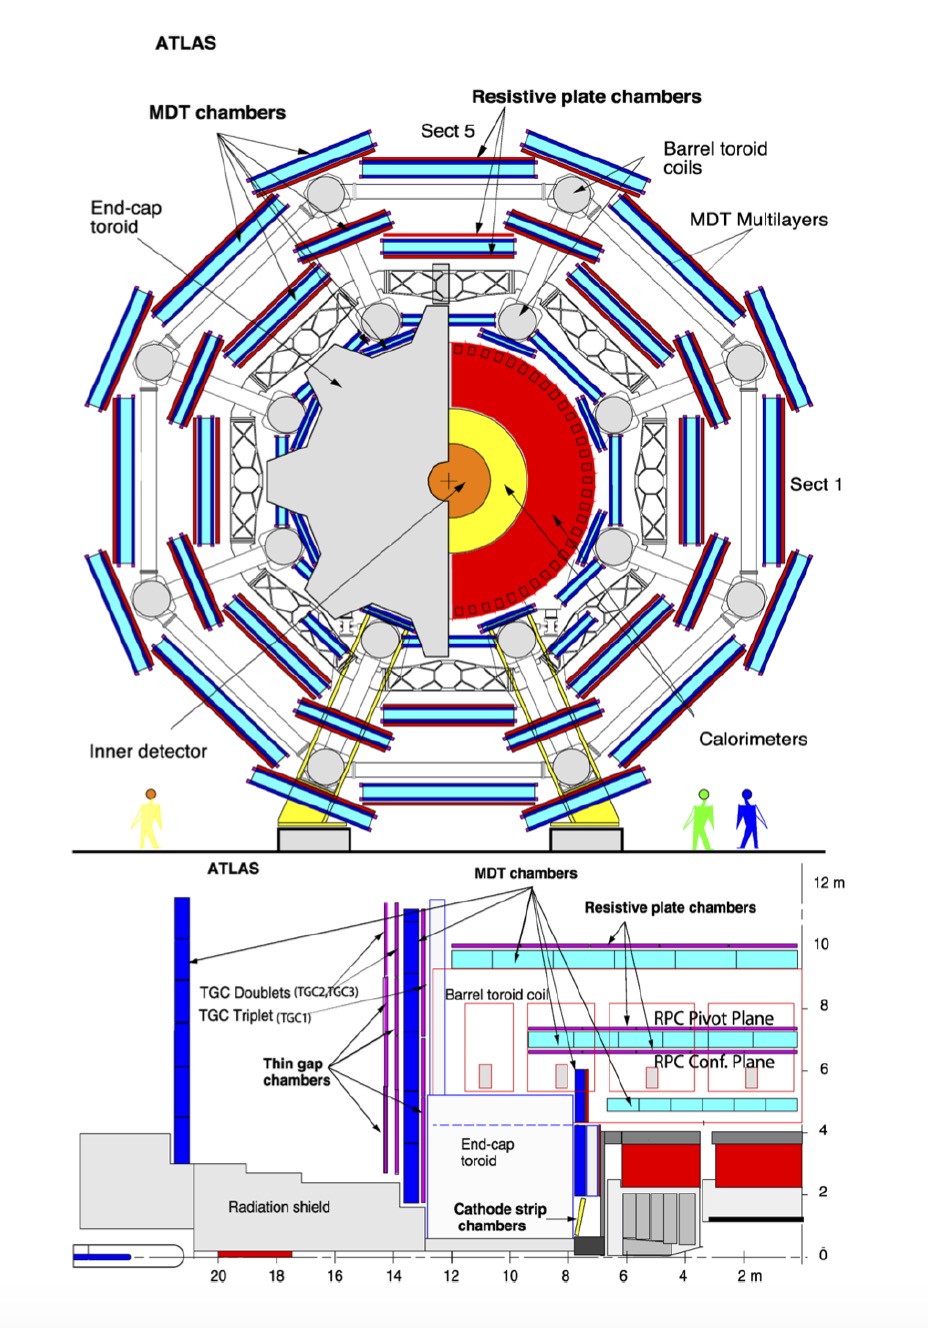 ATLAS
Resistive plate chambers
MDT chambers
Sect 5
Barrel toroid
coils
End-cap
toroid
MDT Multilayers
Sect 1
Inner detector
Calorimeters
ATLAS
MDT chambers
12 m
Resistive plate chambers
10
TGC Doublets (TGC2,TGC3)
Barrel toroid coil
8
TGC Triplet (TGC1)
RPC Pivot Plane
Thin gap
chambers
RPC Conf. Plane
6
4
End-cap
toroid
2
Radiation shield
Cathode strip
chambers
0
20 18 16 14 12 10 8 6 4 2 m